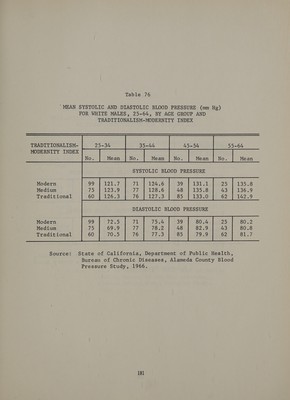 Table 76
MEAN SYSTOLIC AND DIASTOLIC BLOOD PRESSURE (mm Hg)
FOR WHITE MALES, 25-64, BY AGE GROUP AND
TRADITIONALISM-MODERNITY INDEX
TRADITIONALISM-MODERNITY INDEX 25-34 35-44 45-54 55-64
No. Mean No. Mean No. Mean No. Mean
SYSTOLIC BLOOD PRESSURE
Modern 99 121.7 71 124.6 39 131.1 25 135.8
Medium 75 123.9 77 128.6 48 135.8 43 136.9
Traditional 60 126.3 76 127.3 85 133.0 62 142.9
DIASTOLIC BLOOD PRESSURE
Modern 99 72.5 71 75.4 39 80.4 25 80.2
Medium 75 69.9 77 78.2 48 82.9 43 80.8
Traditional 60 70.5 76 77.3 85 79.9 62 81.7
Source: State of California, Department of Public Health,
Bureau of Chronic Diseases, Alameda County Blood
Pressure Study, 1966.